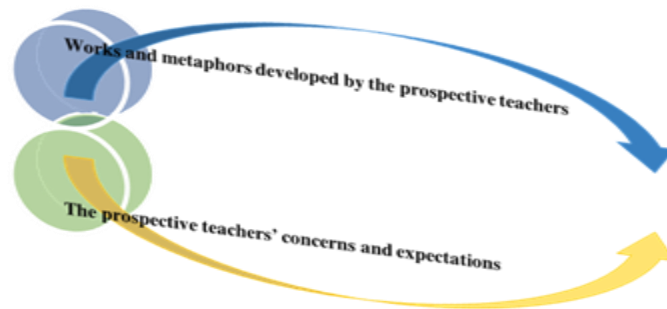 Works and metaphors developed by the prospective teachers
The prospective teachers’ concerns and expectations